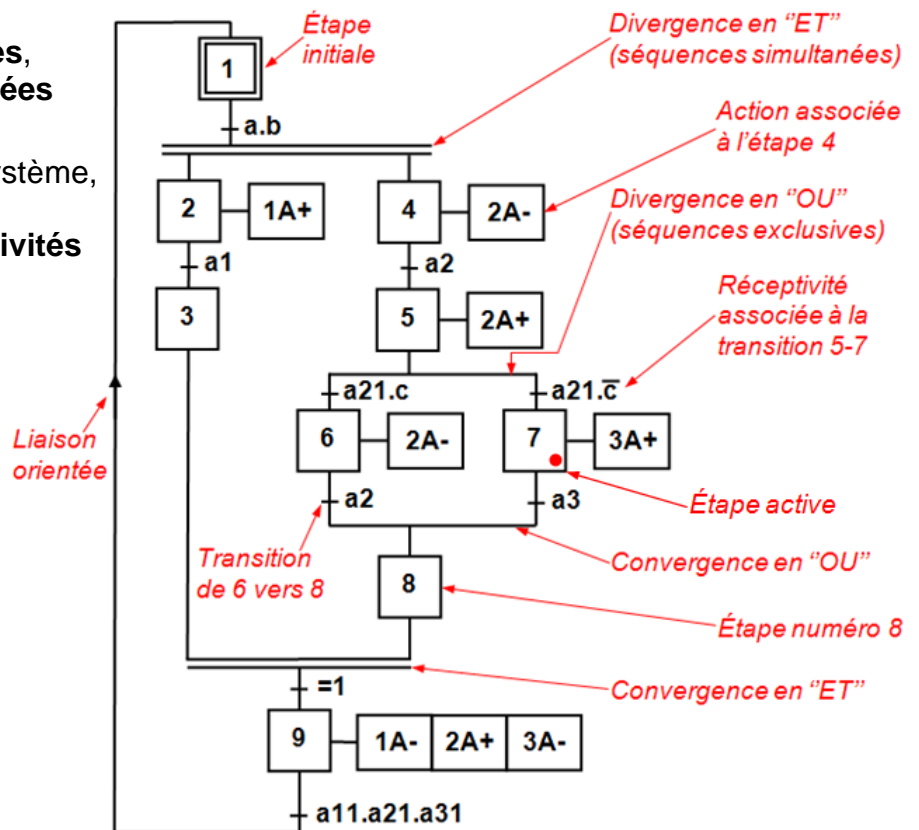 es,
ées
ystème,
ivités
Étape
initiale
1
a.b
Divergence en ‘’ET’’
(séquences simultanées)
Action associée
à l’étape 4
2
1A+
4
2A-
Divergence en ‘’OU’’
(séquences exclusives)
a1
a2
3
5
2A+
Réceptivité
associée à la
transition 5-7
a21.c
a21.c̅
Liaison
orientée
6
2A-
7
3A+
Étape active
a2
a3
Transition
de 6 vers 8
Convergence en ‘’OU’’
8
Étape numéro 8
Convergence en ‘’ET’’
=1
9
1A-
2A+
3A-
a11.a21.a31